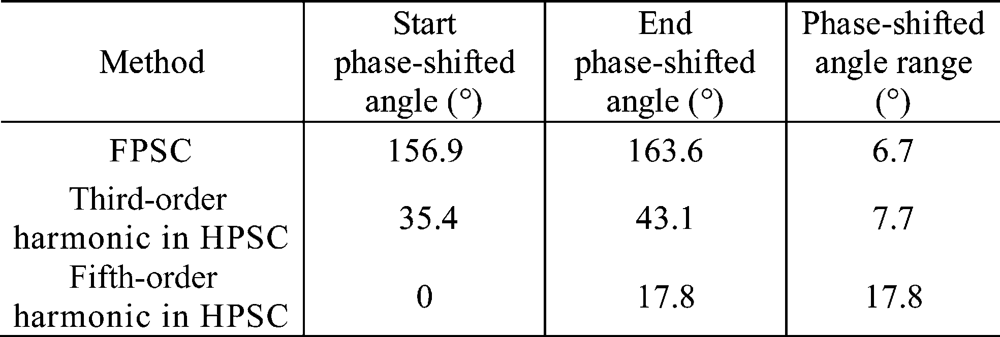 Method
Start
phase-shifted
angle (°)
End
phase-shifted
angle (°)
Phase-shifted
angle range
(°)
FPSC
156.9
163.6
6.7
Third-order
harmonic in HPSC
35.4
43.1
7.7
Fifth-order
harmonic in HPSC
0
17.8
17.8